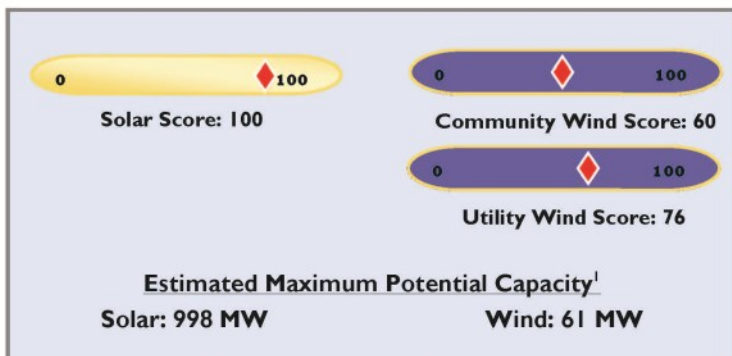 0 100
Solar Score: 100
0 100
Community Wind Score: 60
0 100
Utility Wind Score: 76
Estimated Maximum Potential Capacity¹
Solar: 998 MW
Wind: 61 MW